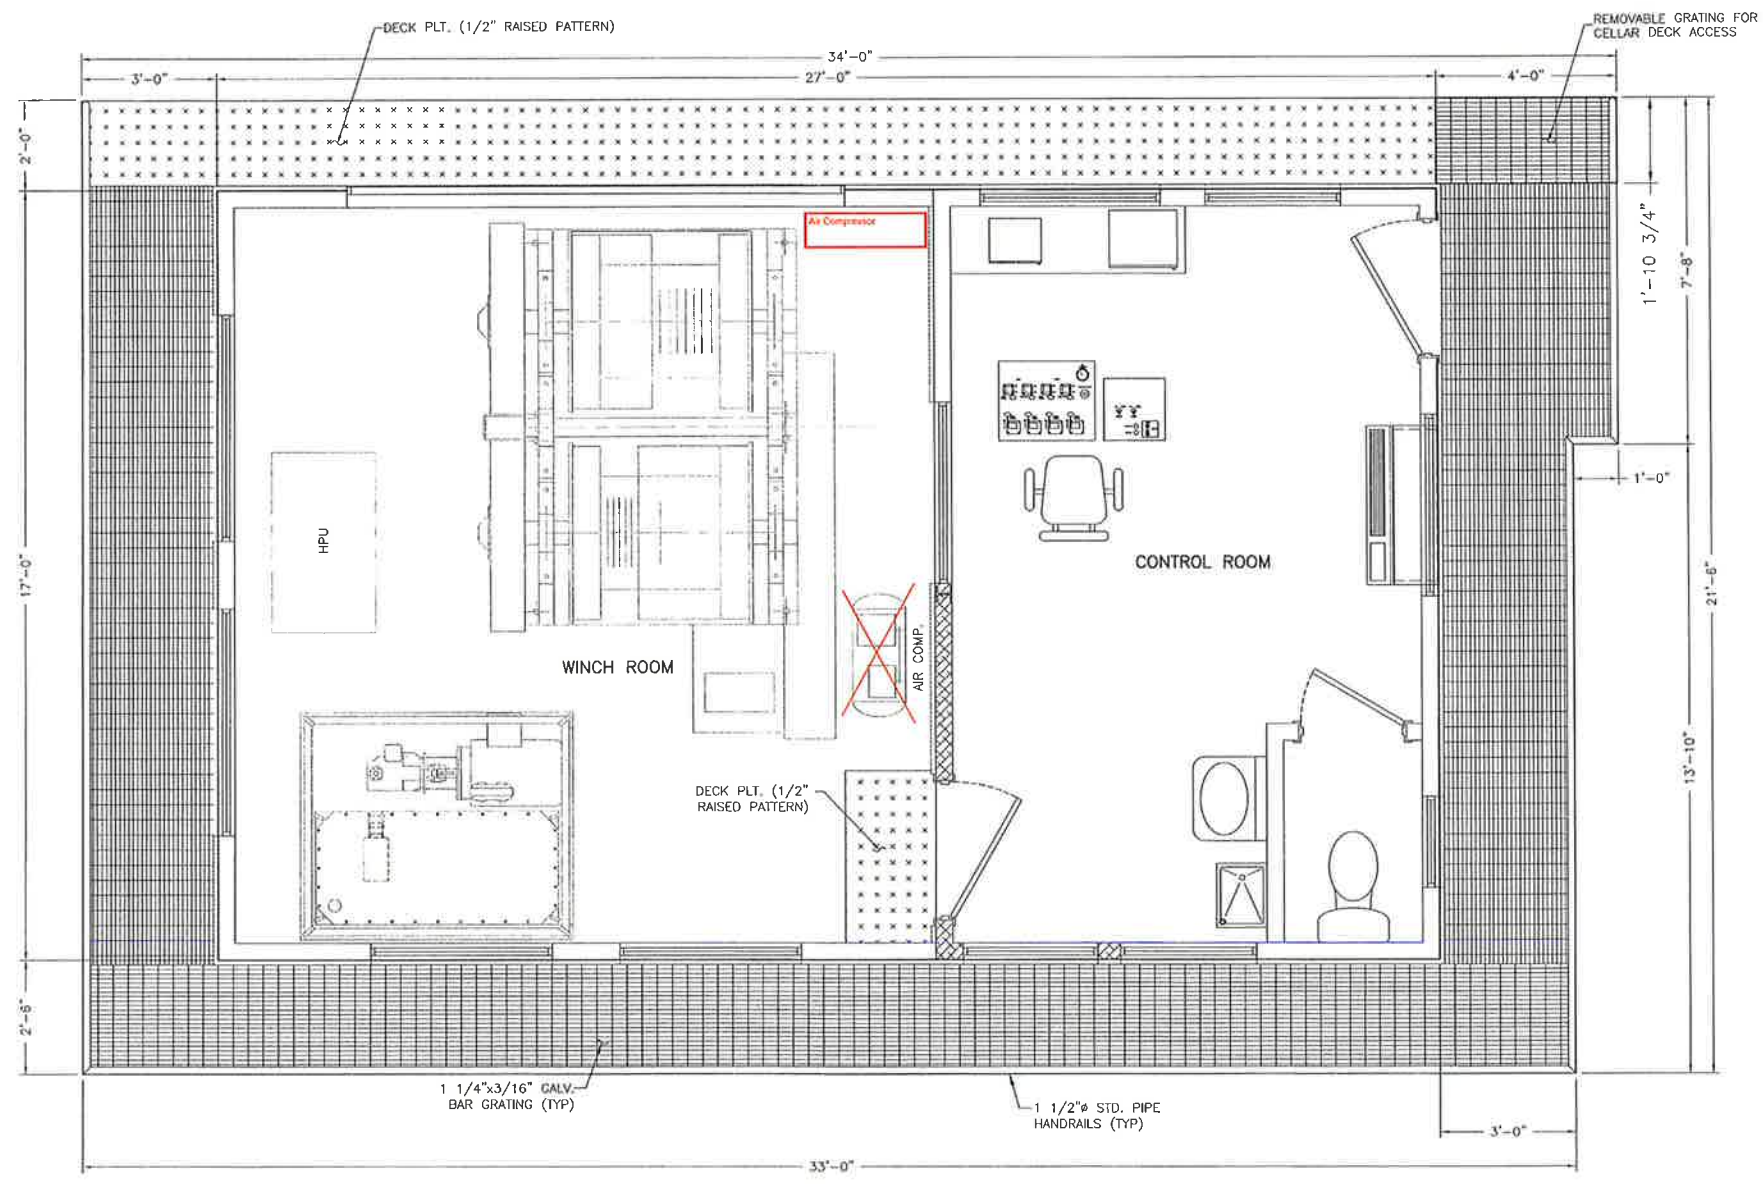 DECK PLT. (1/2" RAISED PATTERN)
REMOVABLE GRATING FOR
CELLAR DECK ACCESS
34'-0"
3'-0"
27'-0"
4'-0"
2'-0"
Air Compressor
1'-10 3/4"
7'-8"
1'-0"
HPU
CONTROL ROOM
17'-0"
21'-6"
WINCH ROOM
AIR COMP.
13'-10"
DECK PLT. (1/2"
RAISED PATTERN)
2'-6"
1 1/4"x3/16" GALV.
BAR GRATING (TYP)
1 1/2"ø STD. PIPE
HANDRAILS (TYP)
3'-0"
33'-0"